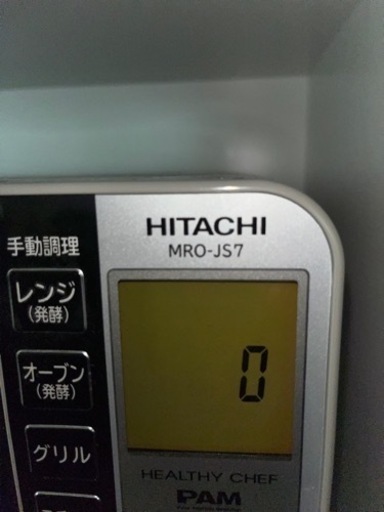 HITACHI
MRO-JS7
手動調理
レンジ
(発酵)
オーブン
(発酵)
グリル
0
HEALTHY CHEF
PAM